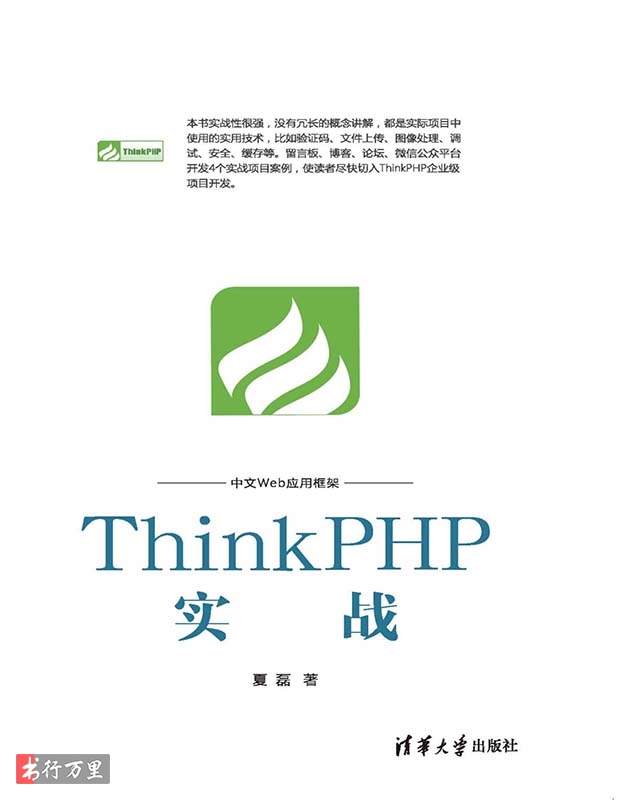 本书实战性很强，没有冗长的概念讲解，都是实际项目中
使用的实用技术，比如验证码、文件上传、图像处理、调
试、安全、缓存等。留言板、博客、论坛、微信公众平台
开发4个实战项目案例，使读者尽快切入ThinkPHP企业级
项目开发。
ThinkPHP
中文Web应用框架
ThinkPHP
实战
夏磊 著
清华大学出版社
书行万里